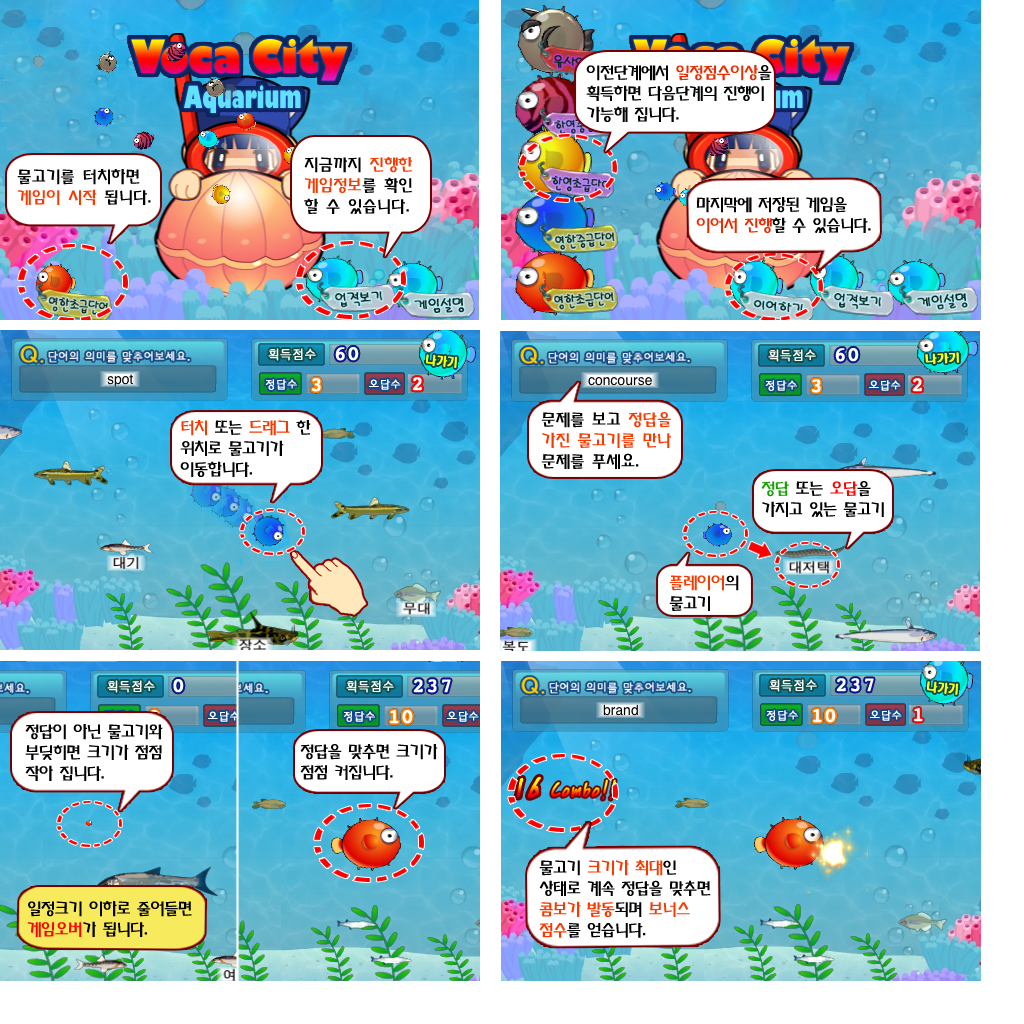 Voca City
Aquarium
물고기를 터치하면
게임이 시작 됩니다.
지금까지 진행한
게임정보를 확인
할 수 있습니다.
영한초급단어
업적보기
게임설명
Voca City
이전단계에서 일정점수이상을
획득하면 다음단계의 진행이
가능해 집니다.
한영초급단어
영한중급단어
영한초급단어
마지막에 저장된 게임을
이어서 진행할 수 있습니다.
이어하기
업적보기
게임설명
Q. 단어의 의미를 맞추어보세요.
spot
획득점수 60
나가기
정답수 3 오답수 2
터치 또는 드래그 한
위치로 물고기가
이동합니다.
대기
무대
장소
Q. 단어의 의미를 맞추어보세요.
concourse
획득점수 60
나가기
정답수 3 오답수 2
문제를 보고 정답을
가진 물고기를 만나
문제를 푸세요.
정답 또는 오답을
가지고 있는 물고기
대저택
플레이어의
물고기
복도
세요.
획득점수 0
오답수
정답이 아닌 물고기와
부딪히면 크기가 점점
작아 집니다.
일정크기 이하로 줄어들면
게임오버가 됩니다.
여
보세요.
획득점수 237
정답수 10 오답수
정답을 맞추면 크기가
점점 커집니다.
Q. 단어의 의미를 맞추어보세요.
brand
획득점수 237
나가기
정답수 10 오답수 1
16 Combo!!
물고기 크기가 최대인
상태로 계속 정답을 맞추면
콤보가 발동되며 보너스
점수를 얻습니다.